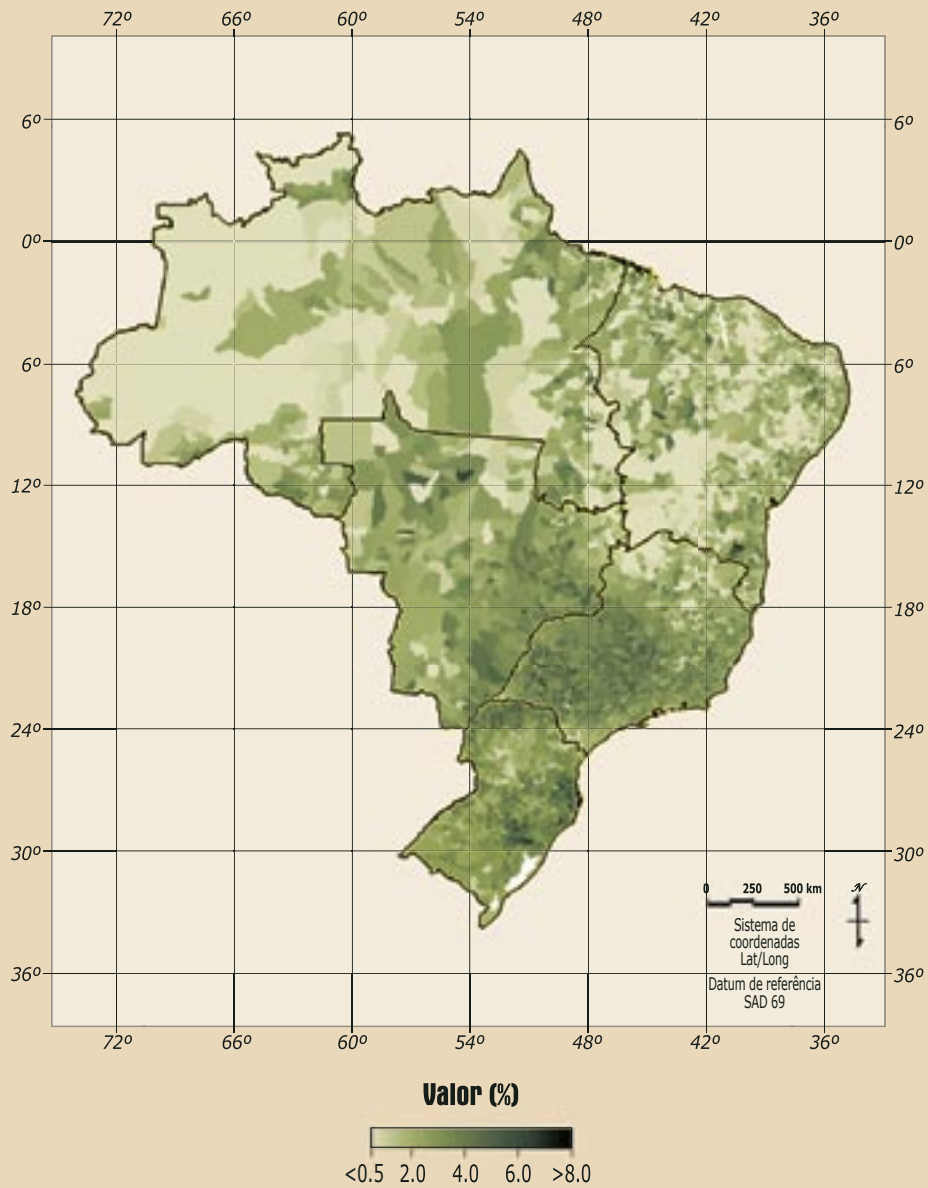 72º 66º 60º 54º 48º 42º 36º
6º 6º
0º 0º
6º 6º
12º 12º
18º 18º
24º 24º
30º 30º
0 250 500 km
N
Sistema de
coordenadas
Lat/Long
36º 36º
Datum de referência
SAD 69
72º 66º 60º 54º 48º 42º 36º
Valor (%)
<0.5 2.0 4.0 6.0 >8.0